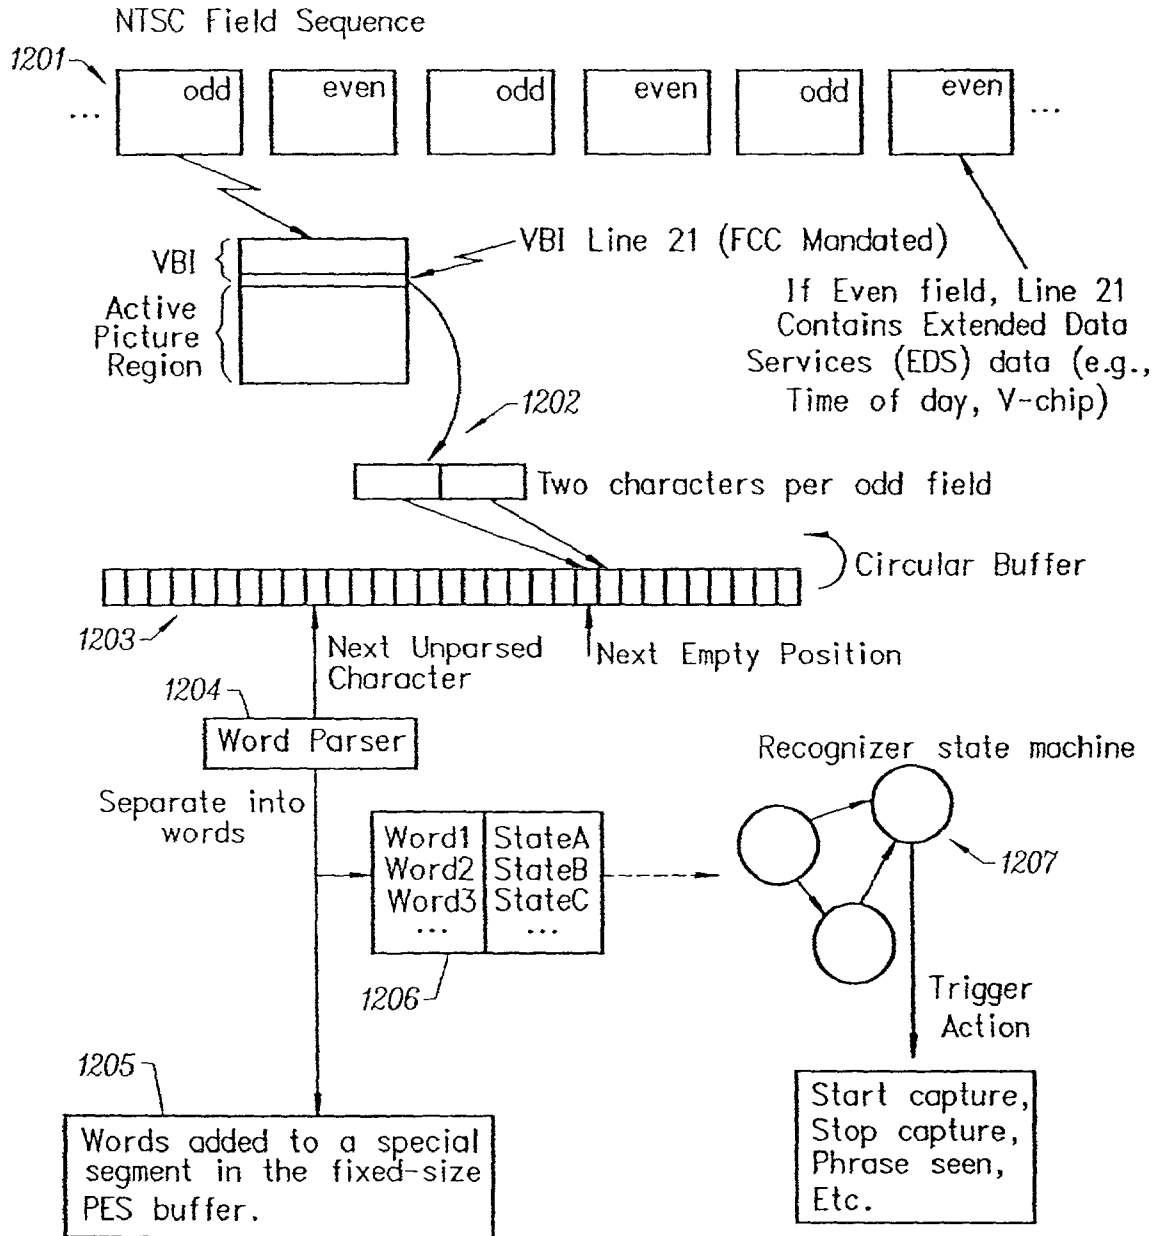 NTSC Field Sequence
1201
... odd even odd even odd even ...
VBI
VBI Line 21 (FCC Mandated)
Active
Picture
Region
If Even field, Line 21
Contains Extended Data
Services (EDS) data (e.g.,
Time of day, V-chip)
1202
Two characters per odd field
Circular Buffer
1203
Next Unparsed
Character
Next Empty Position
1204
Word Parser
Separate into
words
Recognizer state machine
Word1 StateA
Word2 StateB
Word3 StateC
... ...
1206
1207
Trigger
Action
1205
Words added to a special
segment in the fixed-size
PES buffer.
Start capture,
Stop capture,
Phrase seen,
Etc.